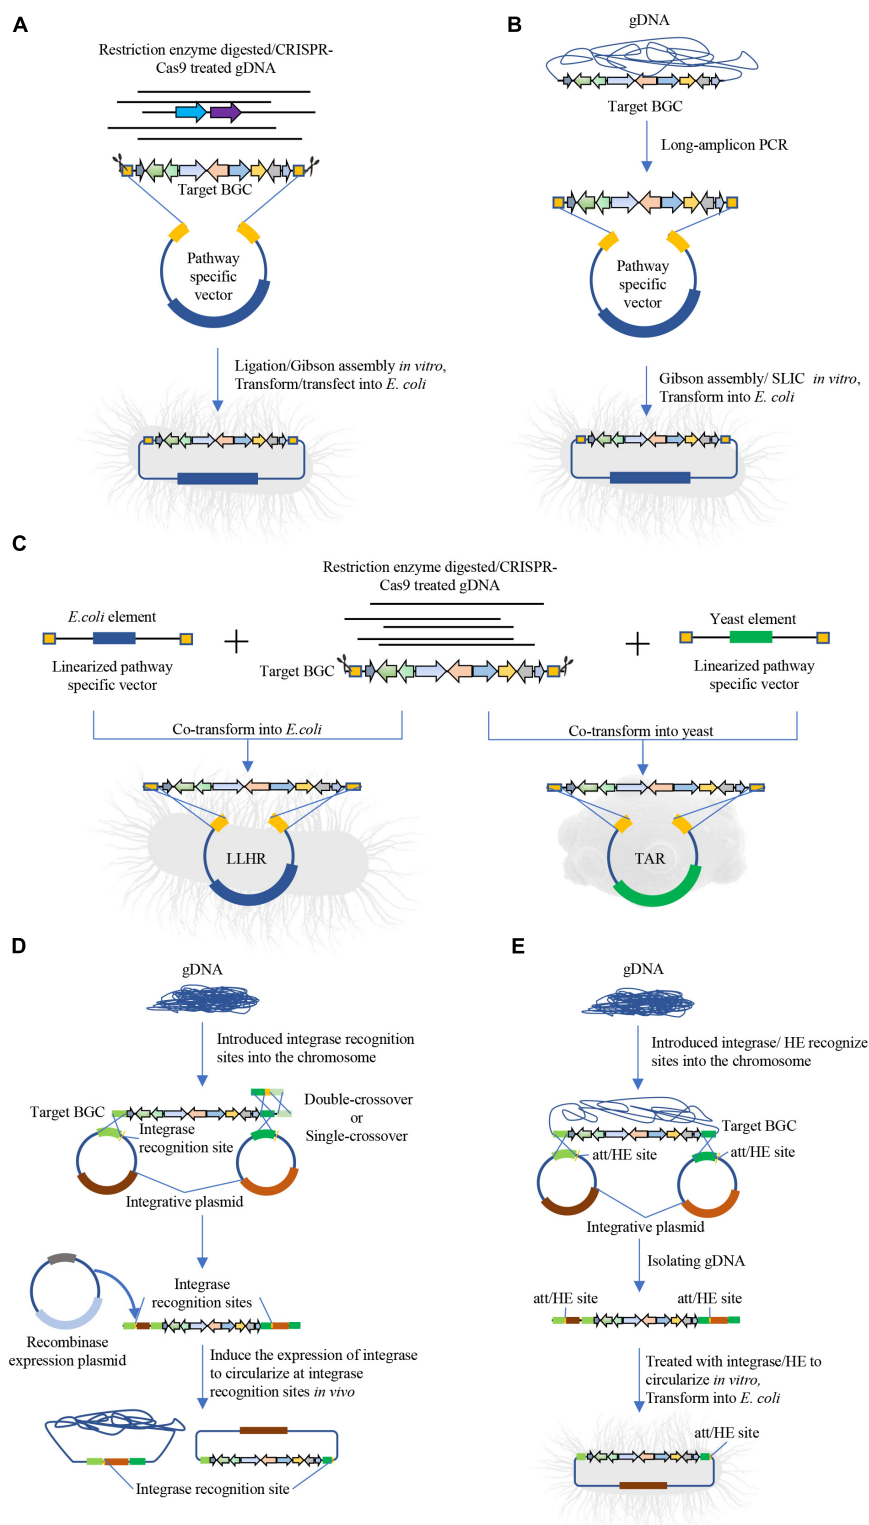 A
Restriction enzyme digested/CRISPR-
Cas9 treated gDNA
Target BGC
Pathway
specific
vector
Ligation/Gibson assembly in vitro,
Transform/transfect into E. coli
B
gDNA
Target BGC
Long-amplicon PCR
Pathway
specific
vector
Gibson assembly/ SLIC in vitro,
Transform into E. coli
C
Restriction enzyme digested/CRISPR-
Cas9 treated gDNA
E.coli element
Linearized pathway
specific vector
+
Target BGC
+
Yeast element
Linearized pathway
specific vector
Co-transform into E.coli
Co-transform into yeast
LLHR
TAR
D
gDNA
Introduced integrase recognition
sites into the chromosome
Target BGC
Integrase
recognition site
Double-crossover
or
Single-crossover
Integrative plasmid
Integrase
recognition sites
Recombinase
expression plasmid
Induce the expression of integrase
to circularize at integrase
recognition sites in vivo
Integrase recognition site
E
gDNA
Introduced integrase/ HE recognize
sites into the chromosome
Target BGC
att/HE site
att/HE site
Integrative plasmid
Isolating gDNA
att/HE site
att/HE site
Treated with integrase/HE to
circularize in vitro,
Transform into E. coli
att/HE site